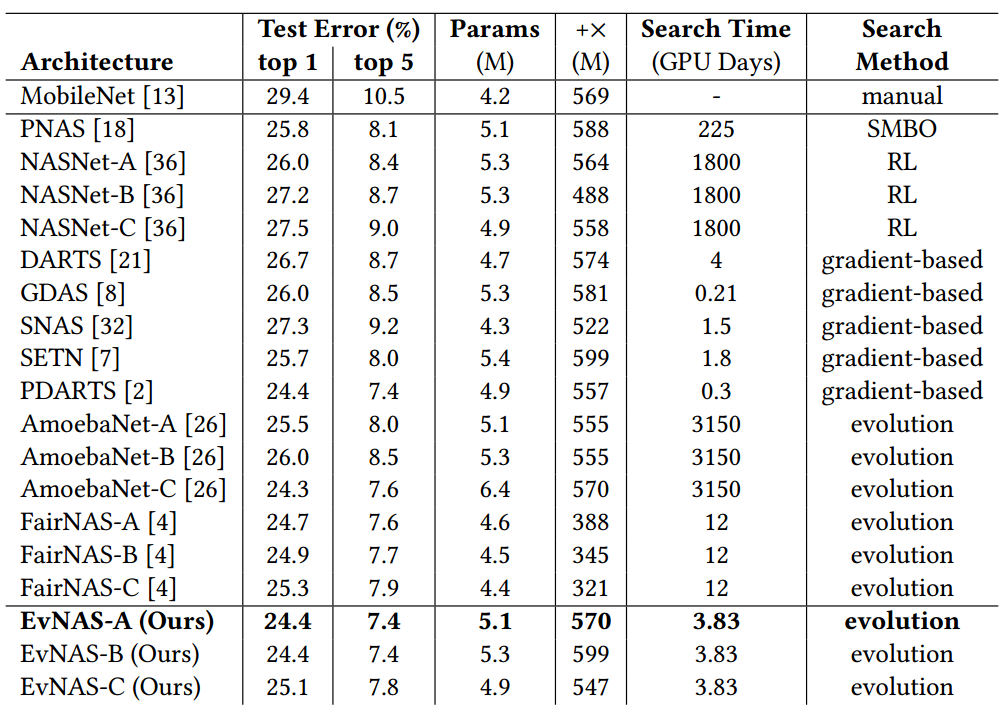 Test Error (%) Params +× Search Time Search
Architecture top 1 top 5 (M) (M) (GPU Days) Method
MobileNet [13] 29.4 10.5 4.2 569 - manual
PNAS [18] 25.8 8.1 5.1 588 225 SMBO
NASNet-A [36] 26.0 8.4 5.3 564 1800 RL
NASNet-B [36] 27.2 8.7 5.3 488 1800 RL
NASNet-C [36] 27.5 9.0 4.9 558 1800 RL
DARTS [21] 26.7 8.7 4.7 574 4 gradient-based
GDAS [8] 26.0 8.5 5.3 581 0.21 gradient-based
SNAS [32] 27.3 9.2 4.3 522 1.5 gradient-based
SETN [7] 25.7 8.0 5.4 599 1.8 gradient-based
PDARTS [2] 24.4 7.4 4.9 557 0.3 gradient-based
AmoebaNet-A [26] 25.5 8.0 5.1 555 3150 evolution
AmoebaNet-B [26] 26.0 8.5 5.3 555 3150 evolution
AmoebaNet-C [26] 24.3 7.6 6.4 570 3150 evolution
FairNAS-A [4] 24.7 7.6 4.6 388 12 evolution
FairNAS-B [4] 24.9 7.7 4.5 345 12 evolution
FairNAS-C [4] 25.3 7.9 4.4 321 12 evolution
EvNAS-A (Ours) 24.4 7.4 5.1 570 3.83 evolution
EvNAS-B (Ours) 24.4 7.4 5.3 599 3.83 evolution
EvNAS-C (Ours) 25.1 7.8 4.9 547 3.83 evolution